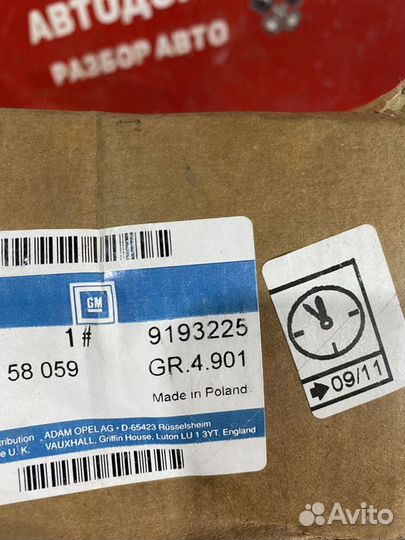 АВТОДО
РАЗБОР АВТО
GM
1# 9193225
58 059 GR.4.901
Made in Poland
ribution ADAM OPEL AG · D-65423 Rüsselsheim
e U. K. VAUXHALL, Griffin House, Luton LU 1 3YT. England
09/11
Avito